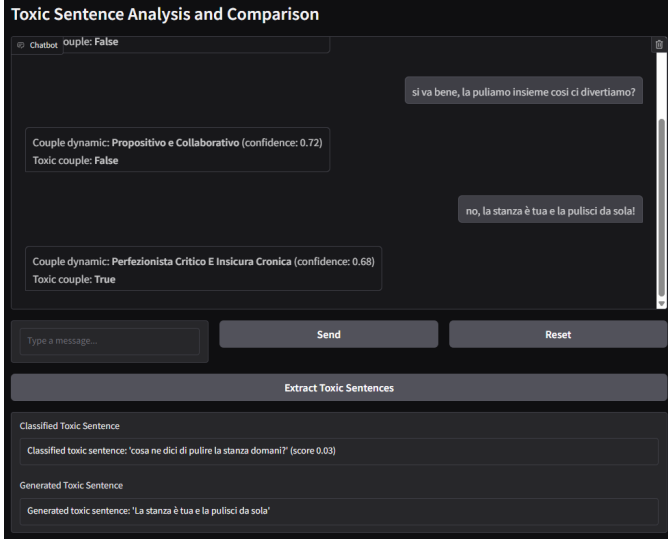 Toxic Sentence Analysis and Comparison
Chatbot
ouple: False
si va bene, la puliamo insieme cosi ci divertiamo?
Couple dynamic: Propositivo e Collaborativo (confidence: 0.72)
Toxic couple: False
no, la stanza è tua e la pulisci da sola!
Couple dynamic: Perfezionista Critico E Insicura Cronica (confidence: 0.68)
Toxic couple: True
Type a message...
Send
Reset
Extract Toxic Sentences
Classified Toxic Sentence
Classified toxic sentence: 'cosa ne dici di pulire la stanza domani?' (score 0.03)
Generated Toxic Sentence
Generated toxic sentence: 'La stanza è tua e la pulisci da sola'